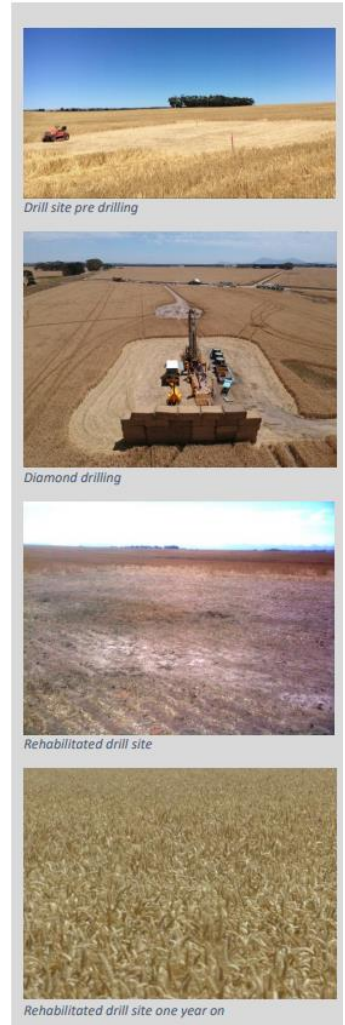 Drill site pre drilling
Diamond drilling
Rehabilitated drill site
Rehabilitated drill site one year on